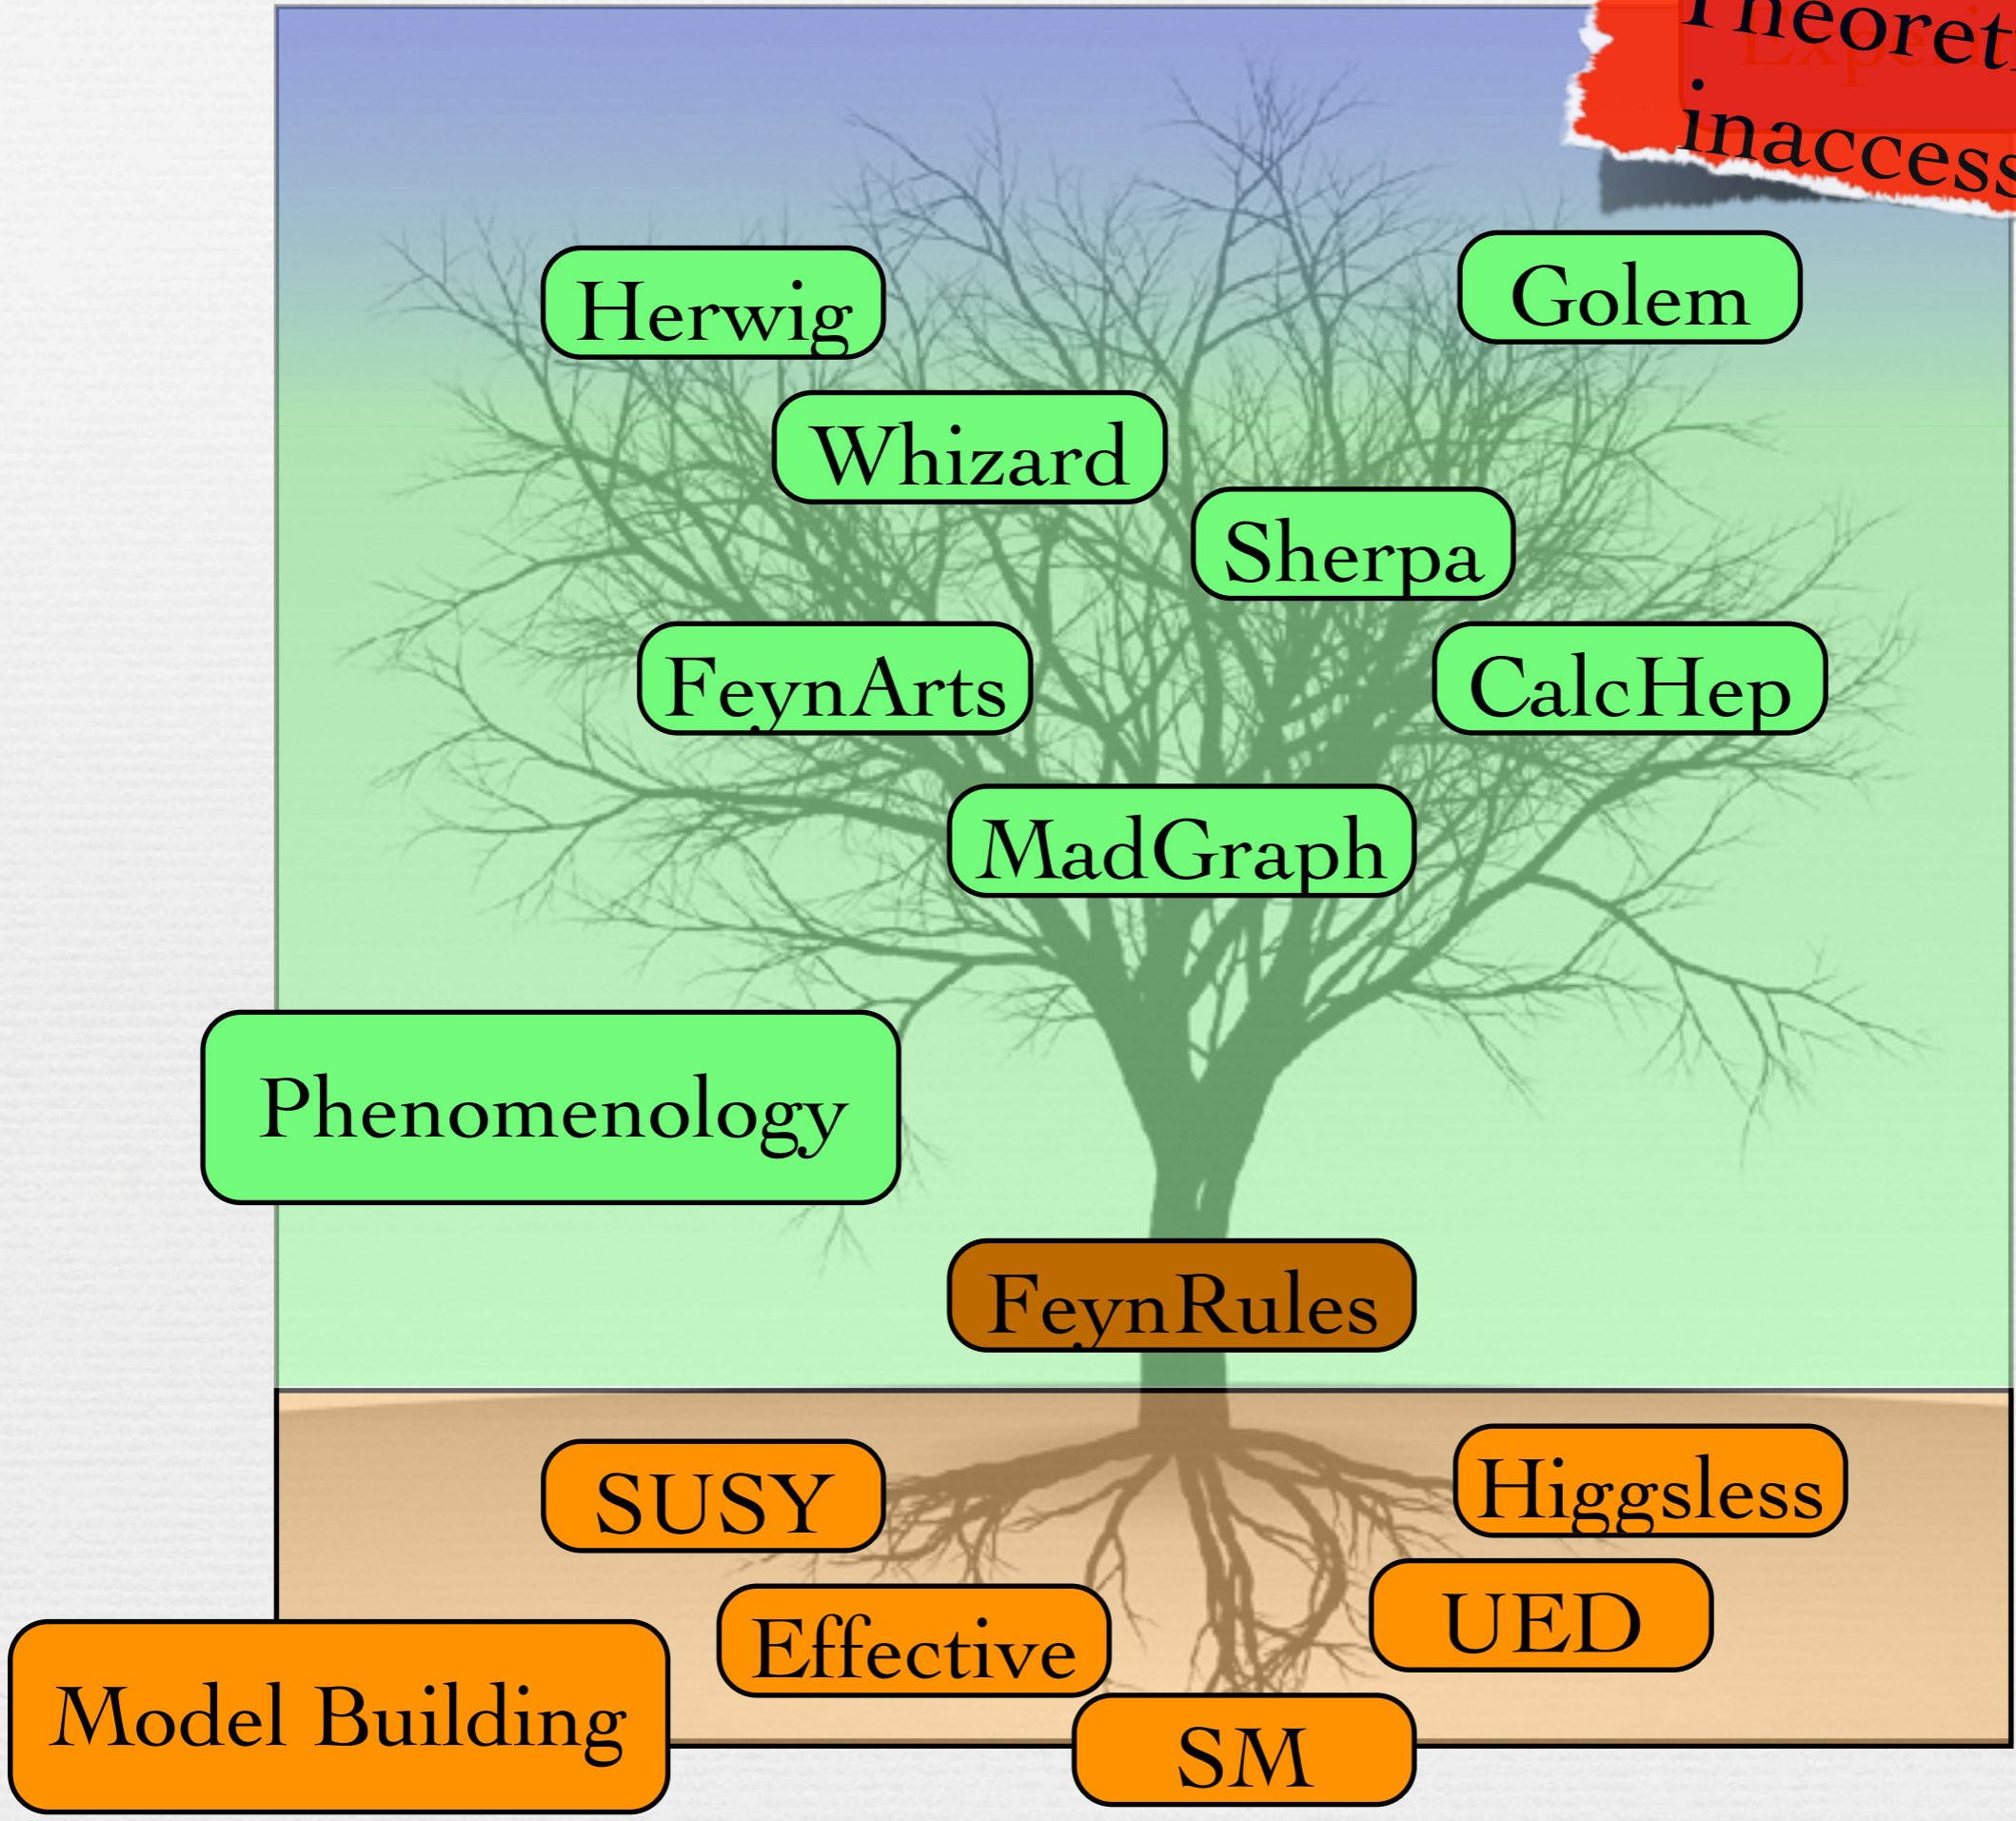 Herwig
Golem
Whizard
Sherpa
FeynArts
CalcHep
MadGraph
Phenomenology
FeynRules
SUSY
Higgsless
Effective
UED
Model Building
SM